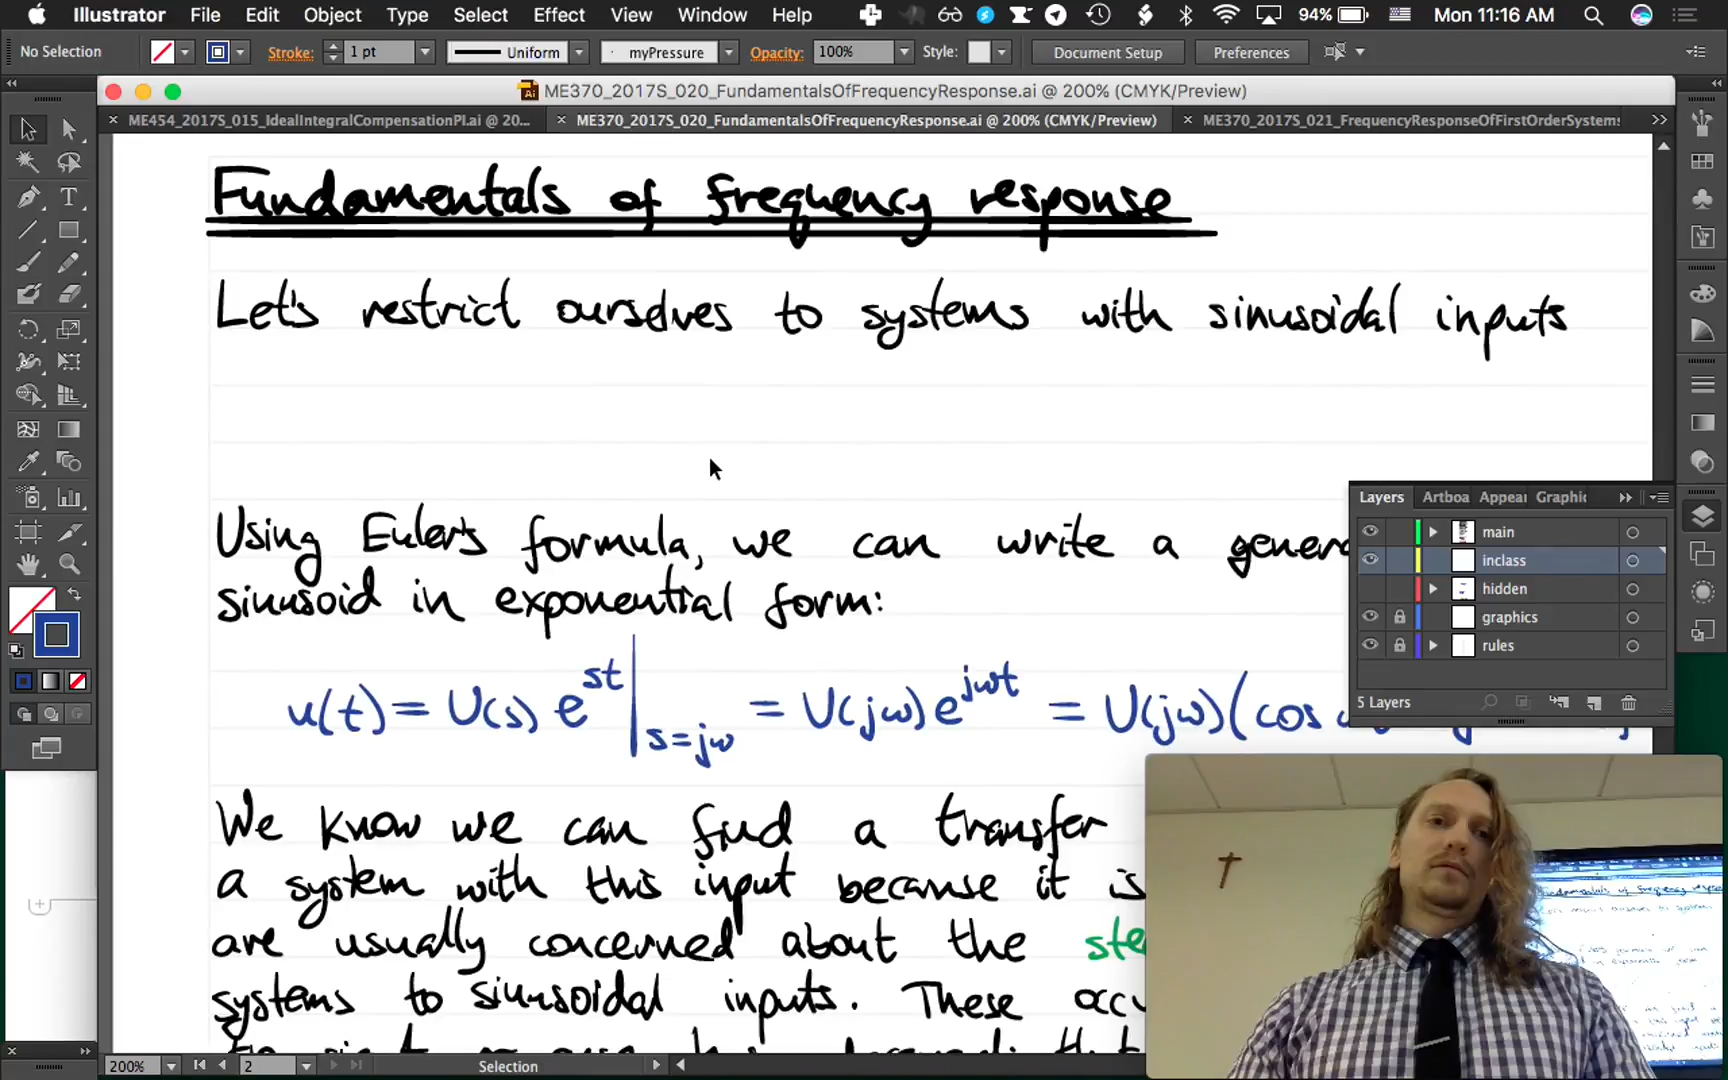 Illustrator File Edit Object Type Select Effect View Window Help 94% Mon 11:16 AM
No Selection Stroke: 1 pt Uniform myPressure Opacity: 100% Style: Document Setup Preferences
ME370_2017S_020_FundamentalsOfFrequencyResponse.ai @ 200% (CMYK/Preview)
ME454_2017S_015_IdealIntegralCompensationPI.ai @ 20... ME370_2017S_020_FundamentalsOfFrequencyResponse.ai @ 200% (CMYK/Preview) ME370_2017S_021_FrequencyResponseOfFirstOrderSystems
Fundamentals of frequency response
Let's restrict ourselves to systems with sinusoidal inputs
Using Euler's formula, we can write a genera
sinusoid in exponential form:
u(t) = U(s) e^st |s=jω = U(jω) e^jωt = U(jω)(cos
We know we can find a transfer
a system with this input because it is
are usually concerned about the ste
systems to sinusoidal inputs. These occ
Layers Artboa Appear Graphic
main
inclass
hidden
graphics
rules
5 Layers
200% 2 Selection